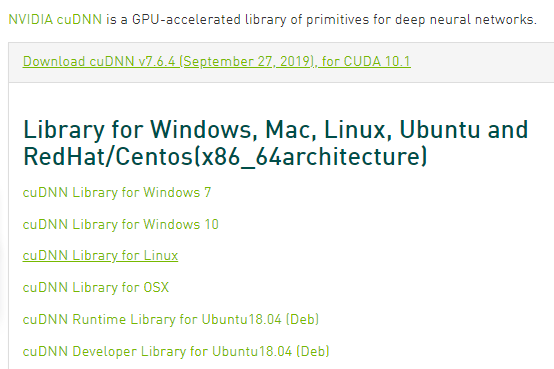 NVIDIA cuDNN is a GPU-accelerated library of primitives for deep neural networks.
Download cuDNN v7.6.4 (September 27, 2019), for CUDA 10.1
Library for Windows, Mac, Linux, Ubuntu and
RedHat/Centos(x86_64architecture)
cuDNN Library for Windows 7
cuDNN Library for Windows 10
cuDNN Library for Linux
cuDNN Library for OSX
cuDNN Runtime Library for Ubuntu18.04 (Deb)
cuDNN Developer Library for Ubuntu18.04 (Deb)